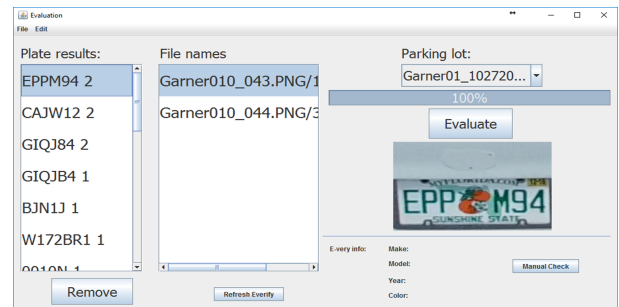 Evaluation
File Edit
Plate results:
EPPM94 2
CAJW12 2
GIQJ84 2
GIQJB4 1
BJN1J 1
W172BR1 1
Remove
File names
Garner010_043.PNG/1
Garner010_044.PNG/3
Refresh Everify
Parking lot:
Garner01_102720...
100%
Evaluate
MYFLORIDA.COM
EPP M94
SUNSHINE STATE
E-very info:
Make:
Model:
Year:
Color:
Manual Check